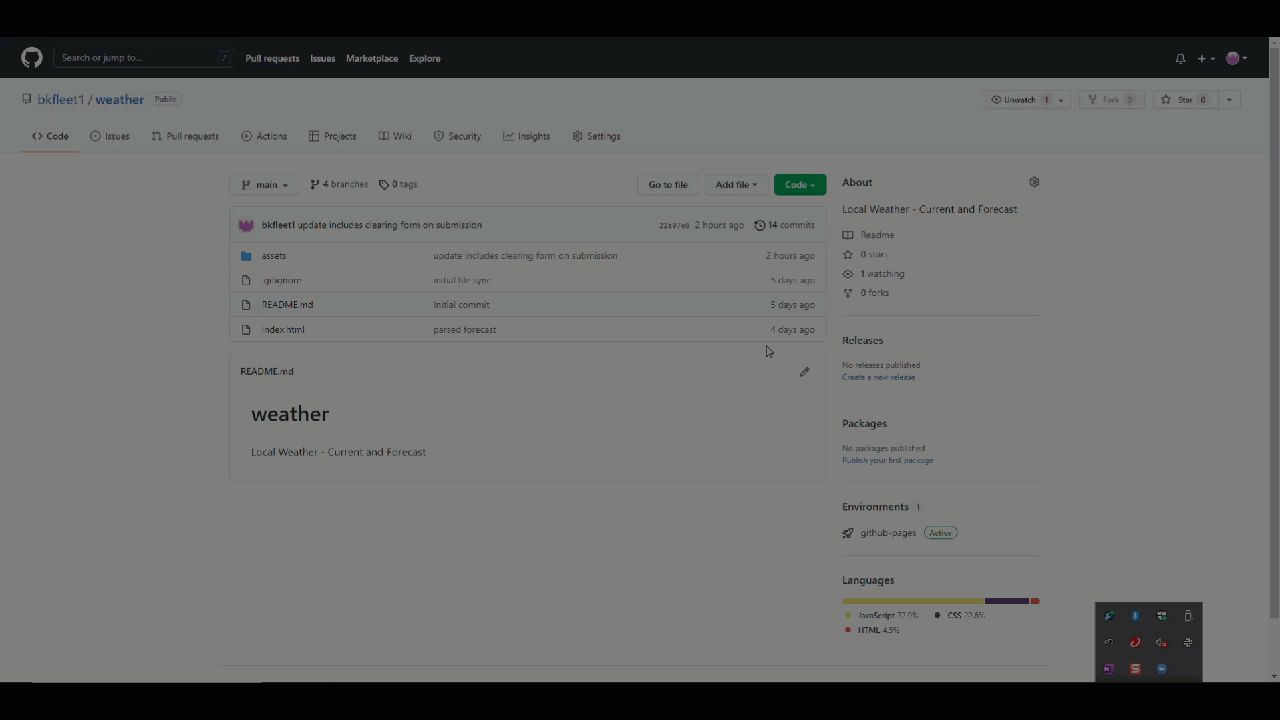 Search or jump to... / Pull requests Issues Marketplace Explore
bkfleet1 / weather Public Unwatch 1 Fork 0 Star 0
Code Issues Pull requests Actions Projects Wiki Security Insights Settings
main 4 branches 0 tags Go to file Add file Code
bkfleet1 update includes clearing form on submission 22a97e8 2 hours ago 14 commits
assets update includes clearing form on submission 2 hours ago
.gitignore initial file sync 5 days ago
README.md Initial commit 5 days ago
index.html parsed forecast 4 days ago
README.md
weather
Local Weather - Current and Forecast
About
Local Weather - Current and Forecast
Readme
0 stars
1 watching
0 forks
Releases
No releases published
Create a new release
Packages
No packages published
Publish your first package
Environments 1
github-pages Active
Languages
JavaScript 72.9% CSS 22.6%
HTML 4.5%